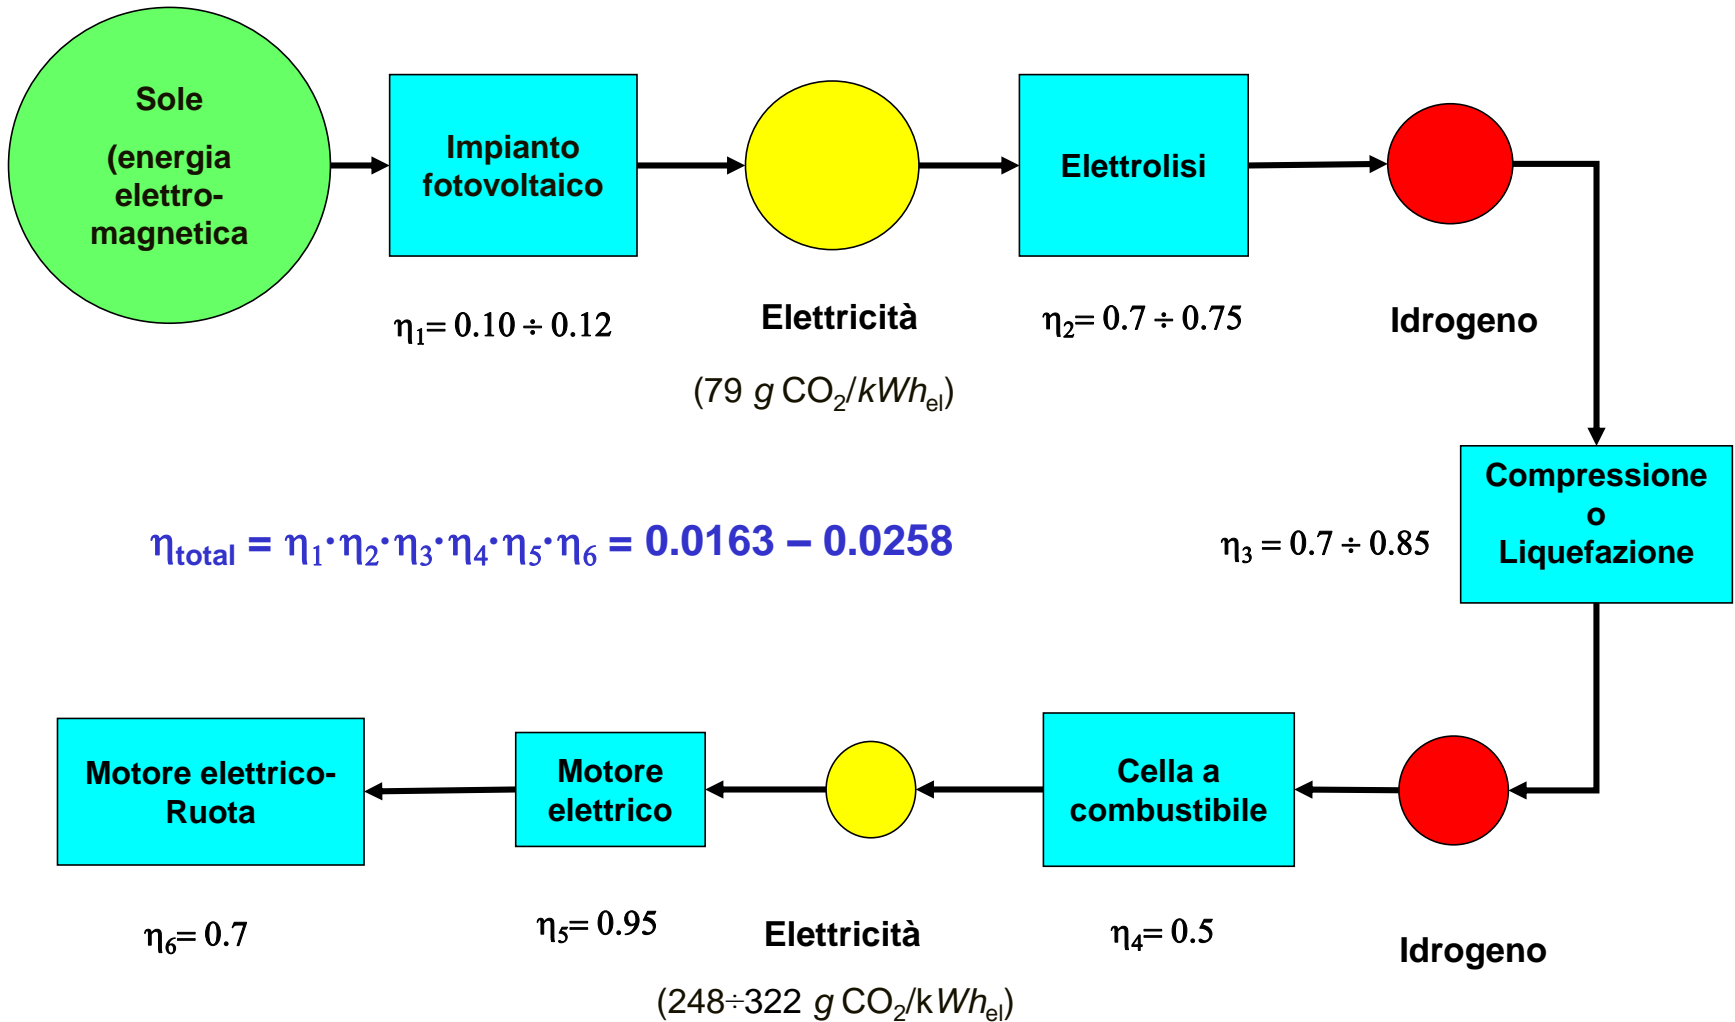 Sole
(energia
elettro-
magnetica
Impianto
fotovoltaico
Elettrolisi
η1= 0.10 ÷ 0.12
Elettricità
(79 g CO2/kWhel)
η2= 0.7 ÷ 0.75
Idrogeno
Compressione
o
Liquefazione
η3 = 0.7 ÷ 0.85
ηtotal = η1·η2·η3·η4·η5·η6 = 0.0163 – 0.0258
Motore elettrico-
Ruota
Motore
elettrico
Cella a
combustibile
η6= 0.7
η5= 0.95
Elettricità
(248÷322 g CO2/kWhel)
η4= 0.5
Idrogeno